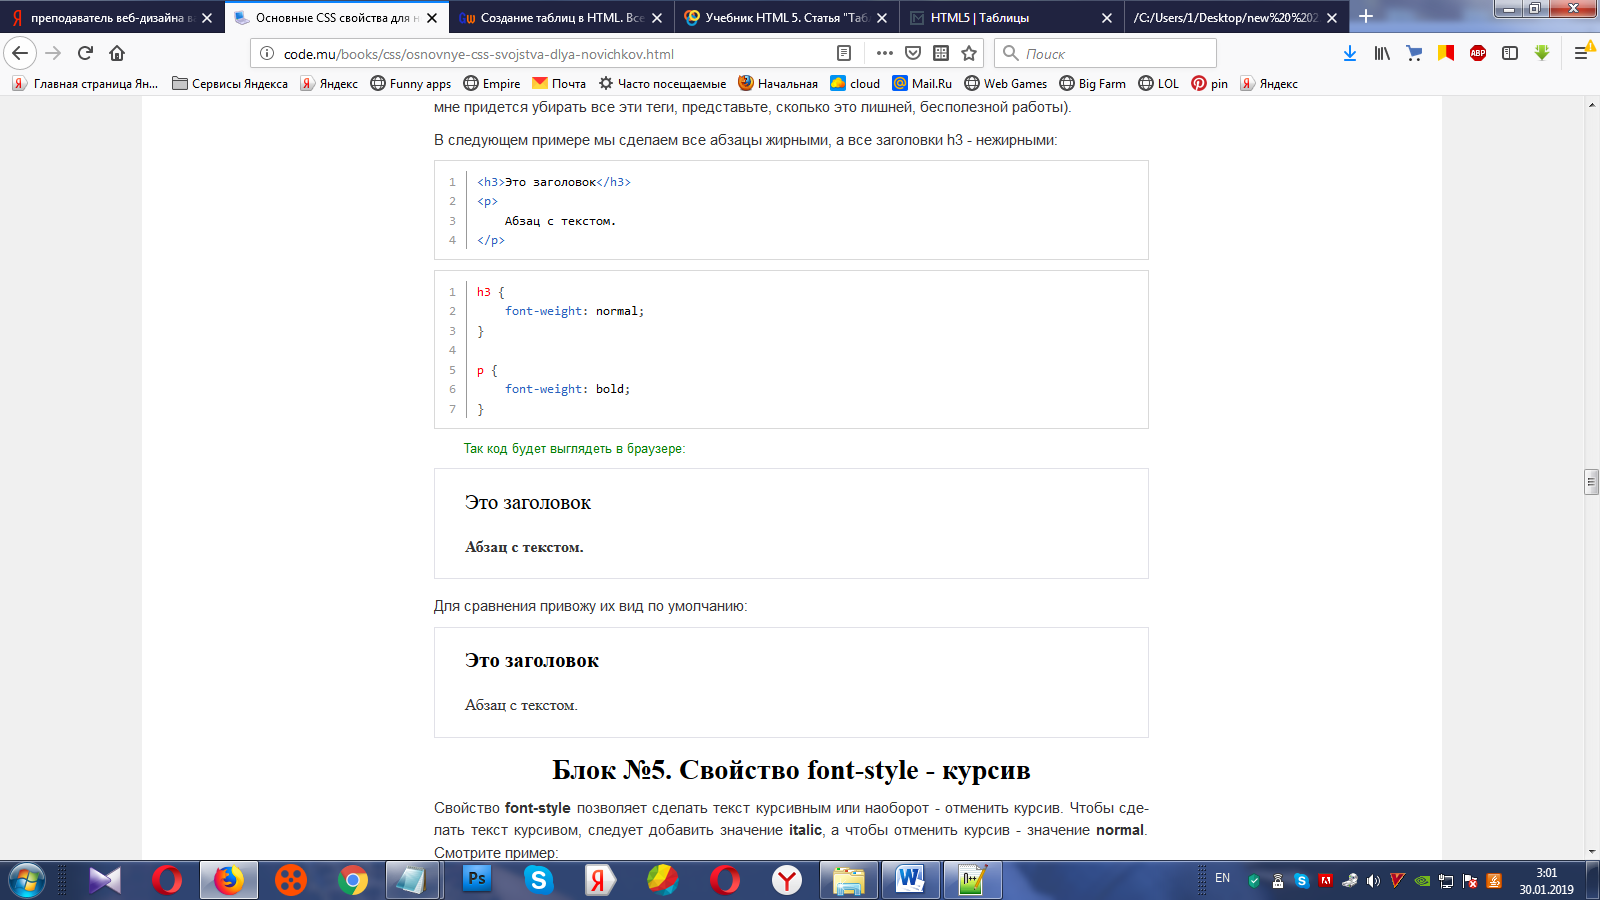 преподаватель веб-дизайна ва
Основные CSS свойства для н
Создание таблиц в HTML. Все
Учебник HTML 5. Статья "Таб
HTML5 | Таблицы
/C:/Users/1/Desktop/new%20%202
code.mu/books/css/osnovnye-css-svojstva-dlya-novichkov.html
Поиск
ABP
Главная страница Ян...
Сервисы Яндекса
Яндекс
Funny apps
Empire
Почта
Часто посещаемые
Начальная
cloud
Mail.Ru
Web Games
Big Farm
LOL
pin
Яндекс
мне придется убирать все эти теги, представьте, сколько это лишней, бесполезной работы).
В следующем примере мы сделаем все абзацы жирными, а все заголовки h3 - нежирными:
1 <h3>Это заголовок</h3>
2 <p>
3 Абзац с текстом.
4 </p>
1 h3 {
2 font-weight: normal;
3 }
4
5 p {
6 font-weight: bold;
7 }
Так код будет выглядеть в браузере:
Это заголовок
Абзац с текстом.
Для сравнения привожу их вид по умолчанию:
Это заголовок
Абзац с текстом.
Блок №5. Свойство font-style - курсив
Свойство font-style позволяет сделать текст курсивным или наоборот - отменить курсив. Чтобы сде-
лать текст курсивом, следует добавить значение italic, а чтобы отменить курсив - значение normal.
Смотрите пример:
Ps
EN
3:01
30.01.2019